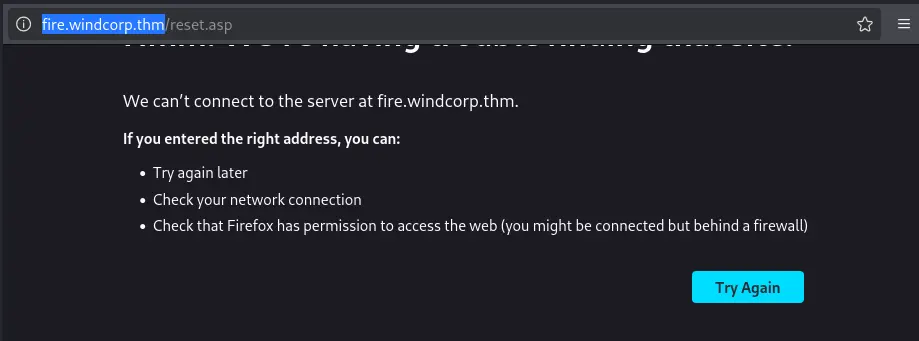 fire.windcorp.thm/reset.asp
We can’t connect to the server at fire.windcorp.thm.
If you entered the right address, you can:
• Try again later
• Check your network connection
• Check that Firefox has permission to access the web (you might be connected but behind a firewall)
Try Again